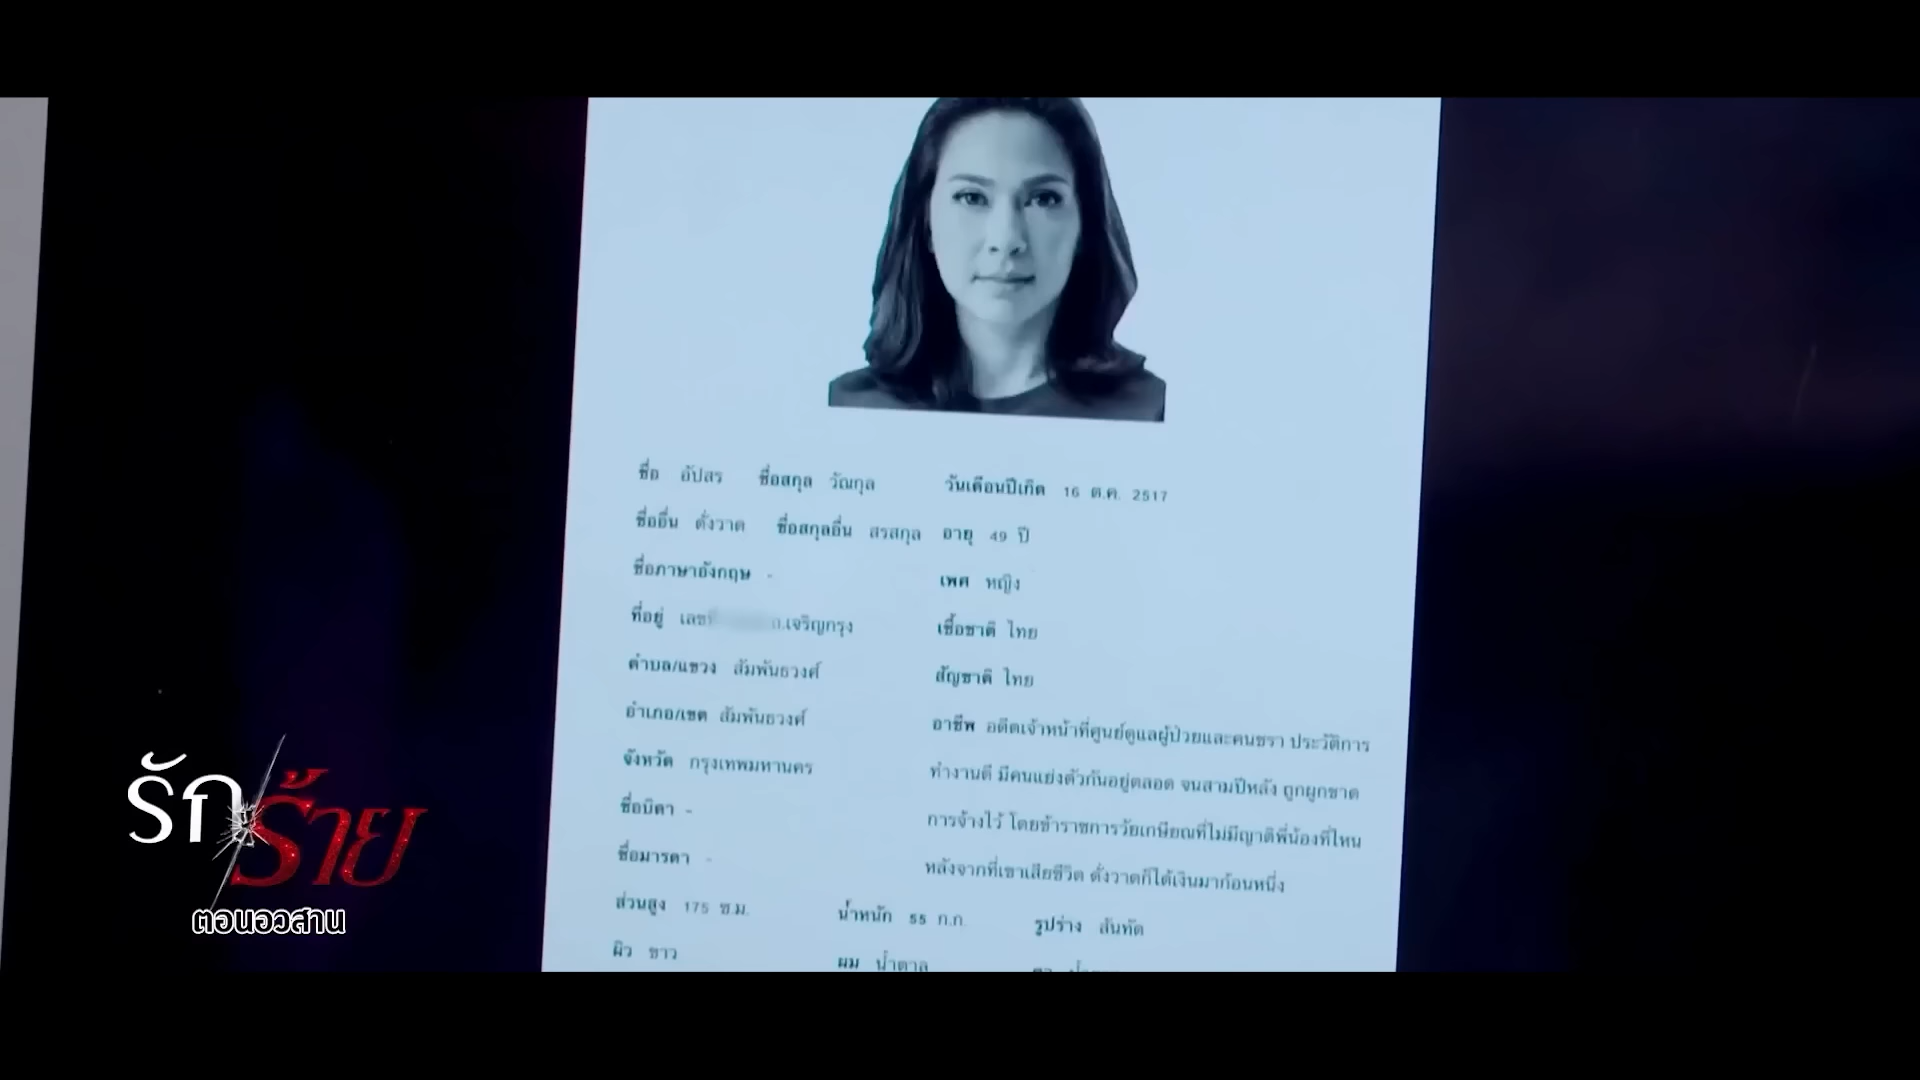 ชื่อ อัปสร ชื่อสกุล วัณกุล วันเดือนปีเกิด 16 ต.ค. 2517
ชื่ออื่น ดั่งวาด ชื่อสกุลอื่น สรสกุล อายุ 49 ปี
ชื่อภาษาอังกฤษ - เพศ หญิง
ที่อยู่ เลขที่ ถ.เจริญกรุง เชื้อชาติ ไทย
ตำบล/แขวง สัมพันธวงศ์ สัญชาติ ไทย
อำเภอ/เขต สัมพันธวงศ์ อาชีพ อดีตเจ้าหน้าที่ศูนย์ดูแลผู้ป่วยและคนชรา ประวัติการ
จังหวัด กรุงเทพมหานคร ทำงานดี มีคนแย่งตัวกันอยู่ตลอด จนสามปีหลัง ถูกผูกขาด
ชื่อบิดา - การจ้างไว้ โดยข้าราชการวัยเกษียณที่ไม่มีญาติพี่น้องที่ไหน
ชื่อมารดา - หลังจากที่เขาเสียชีวิต ดั่งวาดก็ได้เงินมาก้อนหนึ่ง
ส่วนสูง 175 ซ.ม. น้ำหนัก 55 ก.ก. รูปร่าง สันทัด
ผิว ขาว ผม น้ำตาล
รักร้าย
ตอนอวสาน